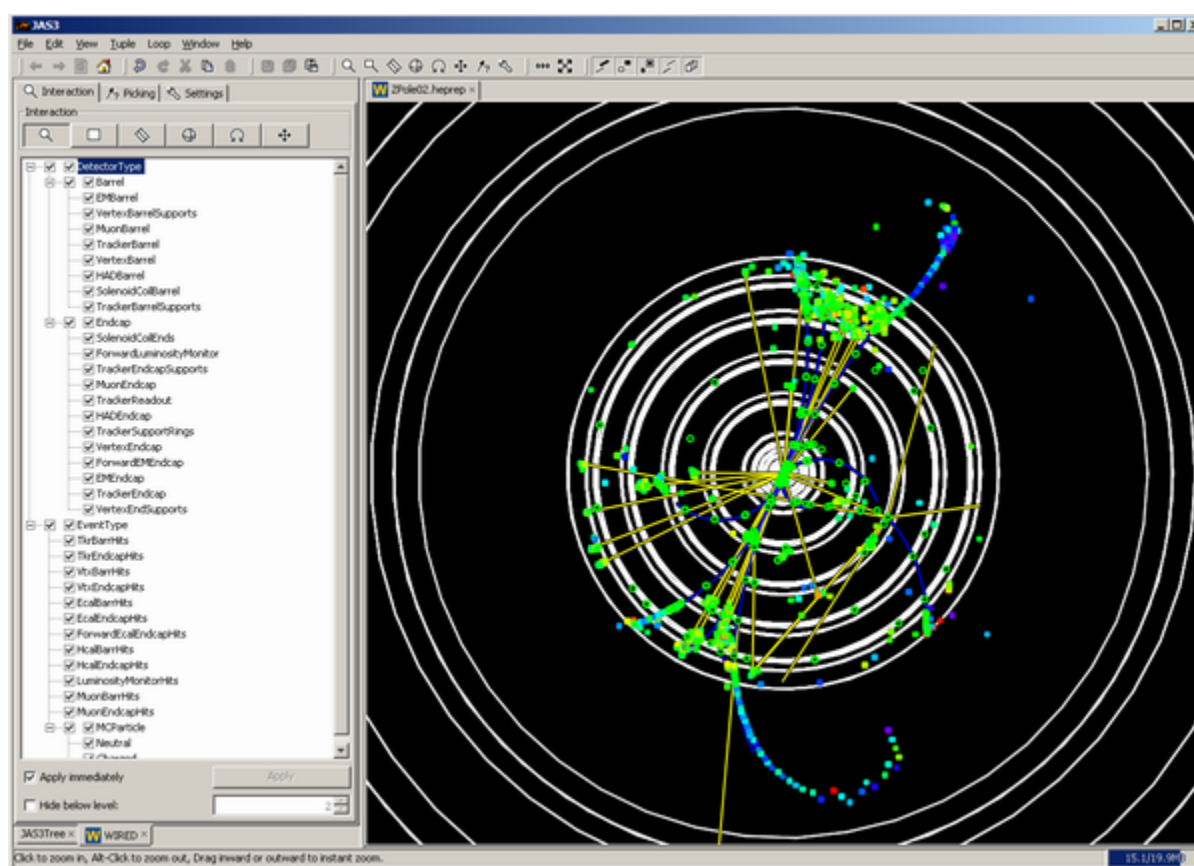 JAS3
File Edit View Tuple Loop Window Help
Interaction Picking Settings
ZPole02.heprep ×
Interaction
DetectorType
Barrel
EMBarrel
VertexBarrelSupports
MuonBarrel
TrackerBarrel
VertexBarrel
HADBarrel
SolenoidCoilBarrel
TrackerBarrelSupports
Endcap
SolenoidCoilEnds
ForwardLuminosityMonitor
TrackerEndcapSupports
MuonEndcap
TrackerReadout
HADEndcap
TrackerSupportRings
VertexEndcap
ForwardEMEndcap
EMEndcap
TrackerEndcap
VertexEndSupports
EventType
TkrBarrHits
TkrEndcapHits
VtxBarrHits
VtxEndcapHits
EcalBarrHits
EcalEndcapHits
ForwardEcalEndcapHits
HcalBarrHits
HcalEndcapHits
LuminosityMonitorHits
MuonBarrHits
MuonEndcapHits
MCParticle
Neutral
Charged
Apply immediately Apply
Hide below level: 2
JAS3Tree × W WIRED ×
Click to zoom in, Alt-Click to zoom out, Drag inward or outward to instant zoom. 15.1/19.9M